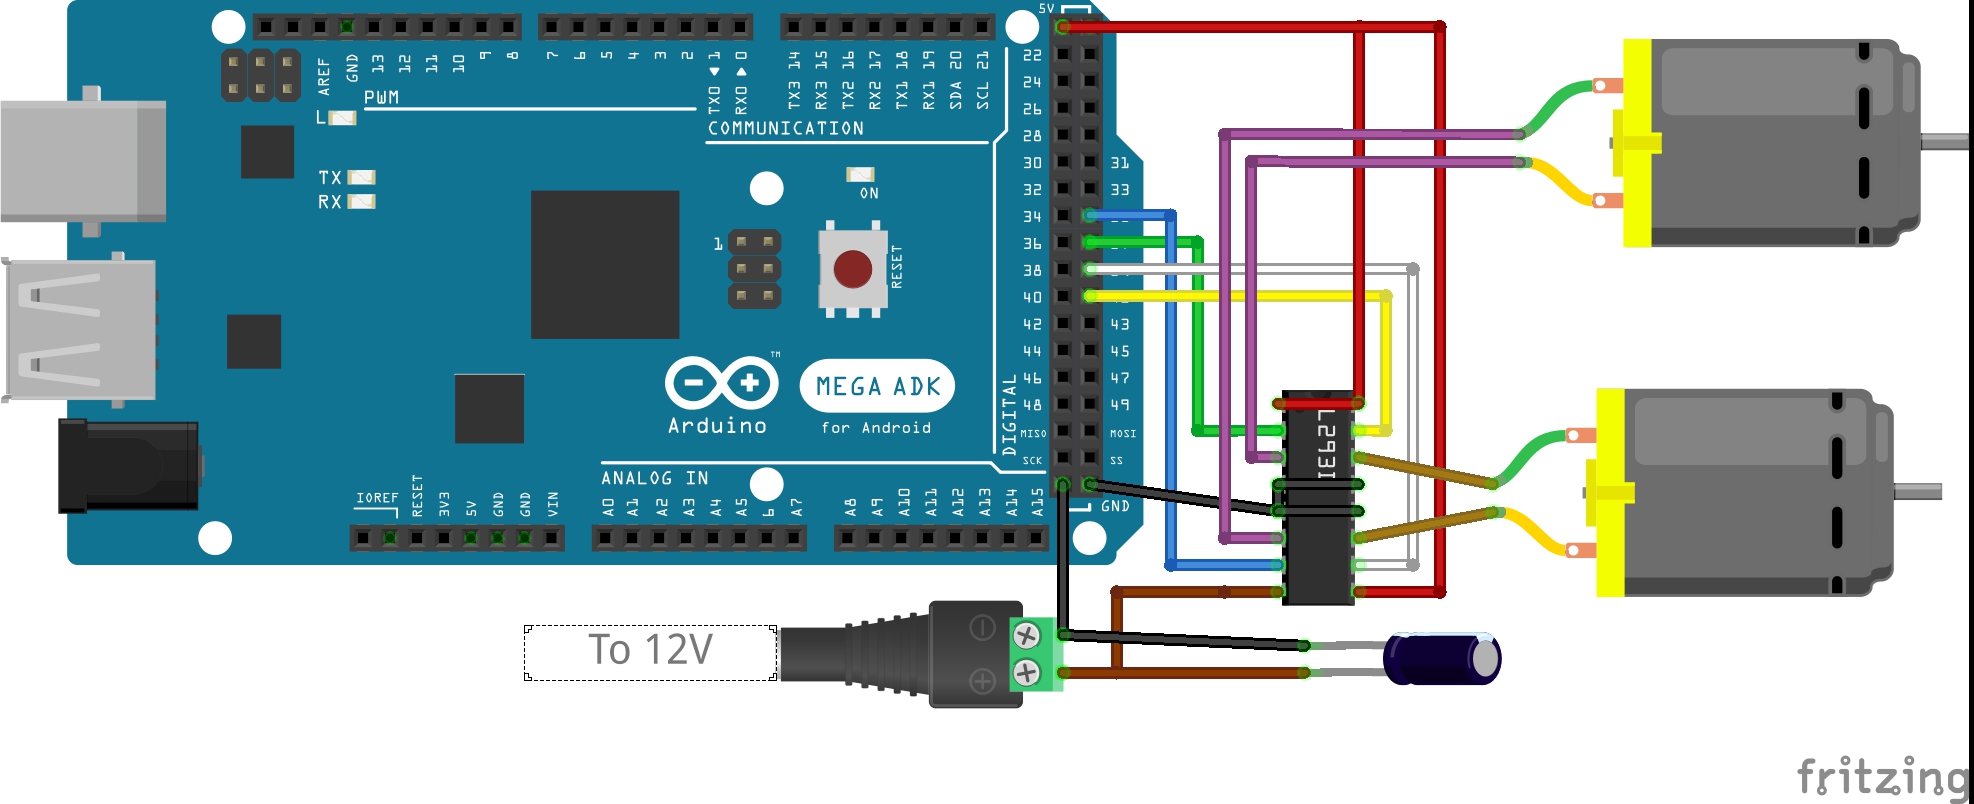 5V
AREF
GND
13
12
11
10
9
8
7
6
5
4
3
2
TX0 ◄ 1
RX0 ► 0
TX3 14
RX3 15
TX2 16
RX2 17
TX1 18
RX1 19
SDA 20
SCL 21
PWM
L
COMMUNICATION
TX
RX
ON
1
RESET
22
24
26
28
30
31
32
33
34
36
38
40
42
43
44
45
46
47
48
49
MISO
MOSI
SCK
SS
GND
DIGITAL
Arduino
TM
MEGA ADK
for Android
ANALOG IN
IOREF
RESET
3V3
5V
GND
GND
VIN
A0
A1
A2
A3
A4
A5
6
A7
A8
A9
A10
A11
A12
A13
A14
A15
L293
To 12V
fritzing